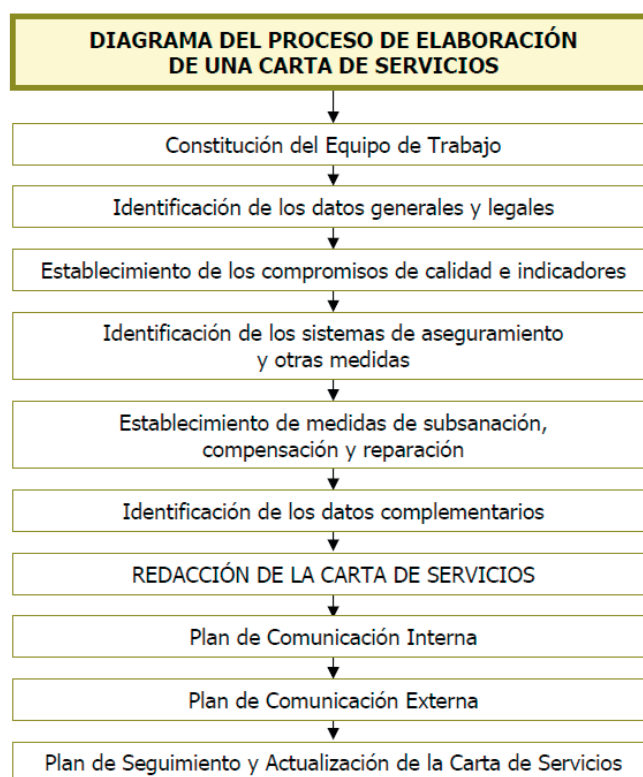 DIAGRAMA DEL PROCESO DE ELABORACIÓN
DE UNA CARTA DE SERVICIOS
Constitución del Equipo de Trabajo
Identificación de los datos generales y legales
Establecimiento de los compromisos de calidad e indicadores
Identificación de los sistemas de aseguramiento
y otras medidas
Establecimiento de medidas de subsanación,
compensación y reparación
Identificación de los datos complementarios
REDACCIÓN DE LA CARTA DE SERVICIOS
Plan de Comunicación Interna
Plan de Comunicación Externa
Plan de Seguimiento y Actualización de la Carta de Servicios